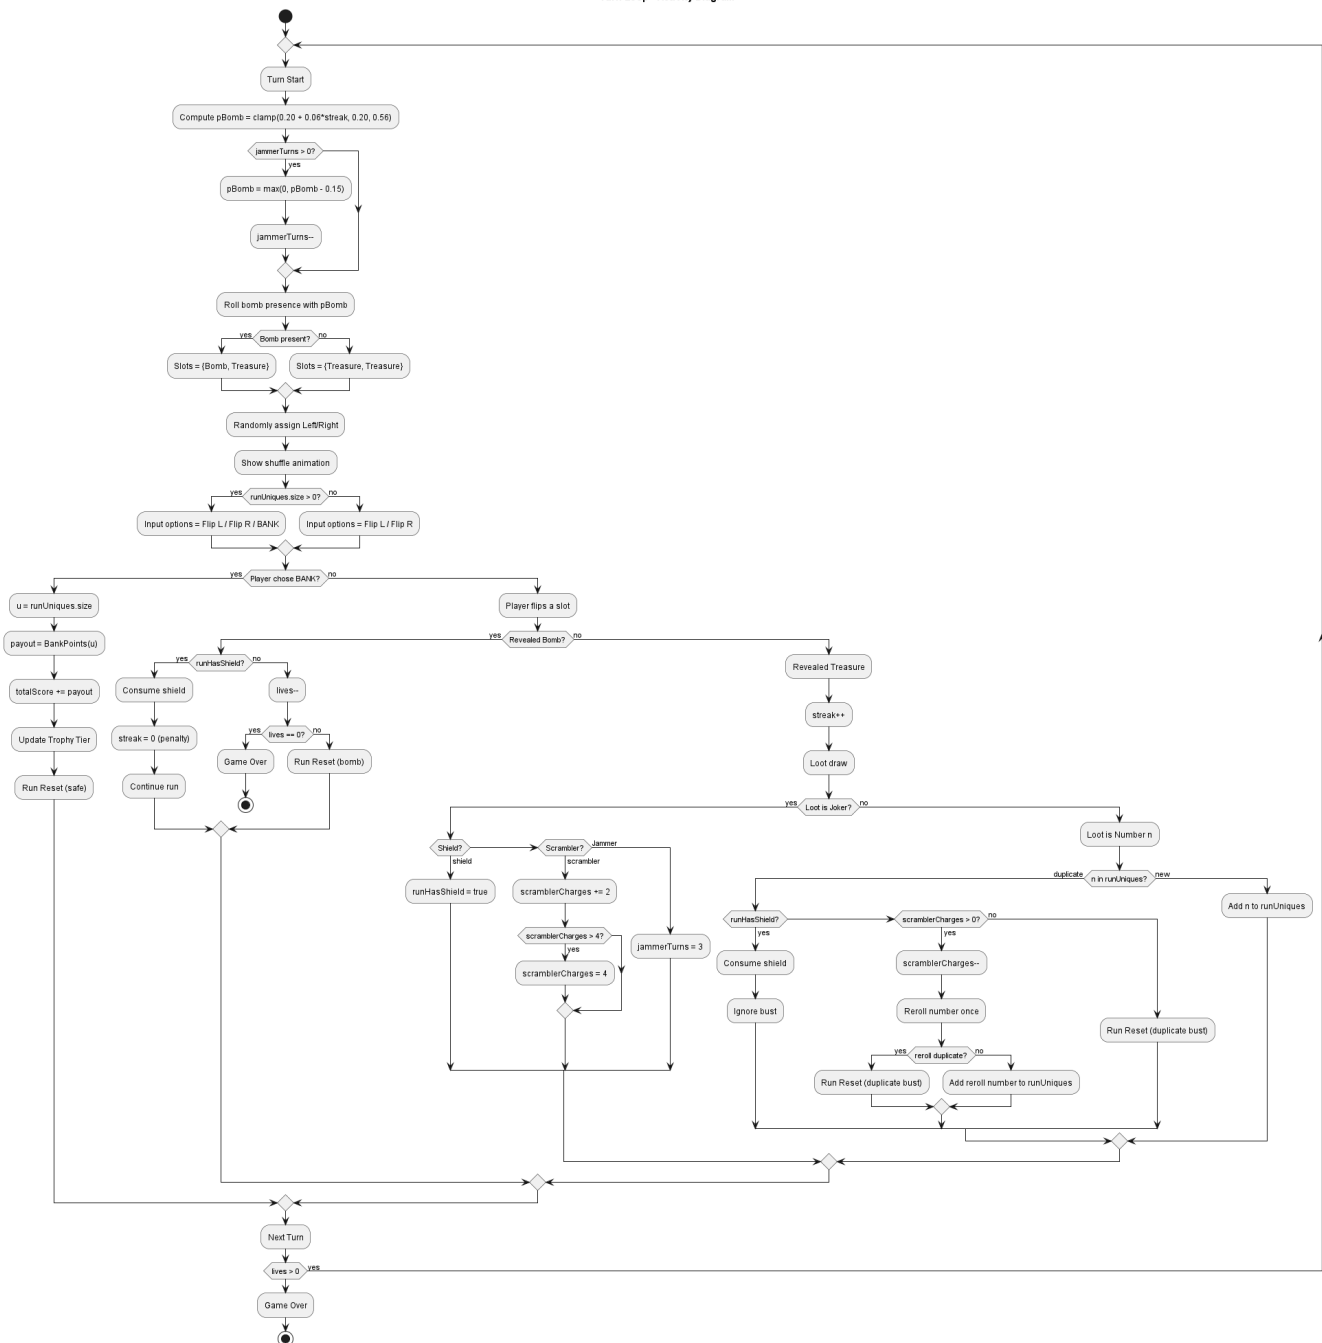 Turn Start
Compute pBomb = clamp(0.20 + 0.06*streak, 0.20, 0.56)
jammerTurns > 0?
yes
pBomb = max(0, pBomb - 0.15)
jammerTurns--
Roll bomb presence with pBomb
yes
Bomb present?
no
Slots = {Bomb, Treasure}
Slots = {Treasure, Treasure}
Randomly assign Left/Right
Show shuffle animation
yes
runUniques.size > 0?
no
Input options = Flip L / Flip R / BANK
Input options = Flip L / Flip R
yes
Player chose BANK?
no
u = runUniques.size
payout = BankPoints(u)
totalScore += payout
Update Trophy Tier
Run Reset (safe)
Player flips a slot
yes
Revealed Bomb?
no
yes
runHasShield?
no
Consume shield
streak = 0 (penalty)
Continue run
lives--
yes
lives == 0?
no
Game Over
Run Reset (bomb)
Revealed Treasure
streak++
Loot draw
yes
Loot is Joker?
no
Shield?
shield
runHasShield = true
Scrambler?
scrambler
Jammer
scramblerCharges += 2
scramblerCharges > 4?
yes
scramblerCharges = 4
jammerTurns = 3
Loot is Number n
duplicate
n in runUniques?
new
runHasShield?
yes
Consume shield
Ignore bust
scramblerCharges > 0?
yes
no
scramblerCharges--
Reroll number once
yes
reroll duplicate?
no
Run Reset (duplicate bust)
Add reroll number to runUniques
Run Reset (duplicate bust)
Add n to runUniques
Next Turn
lives > 0
yes
Game Over